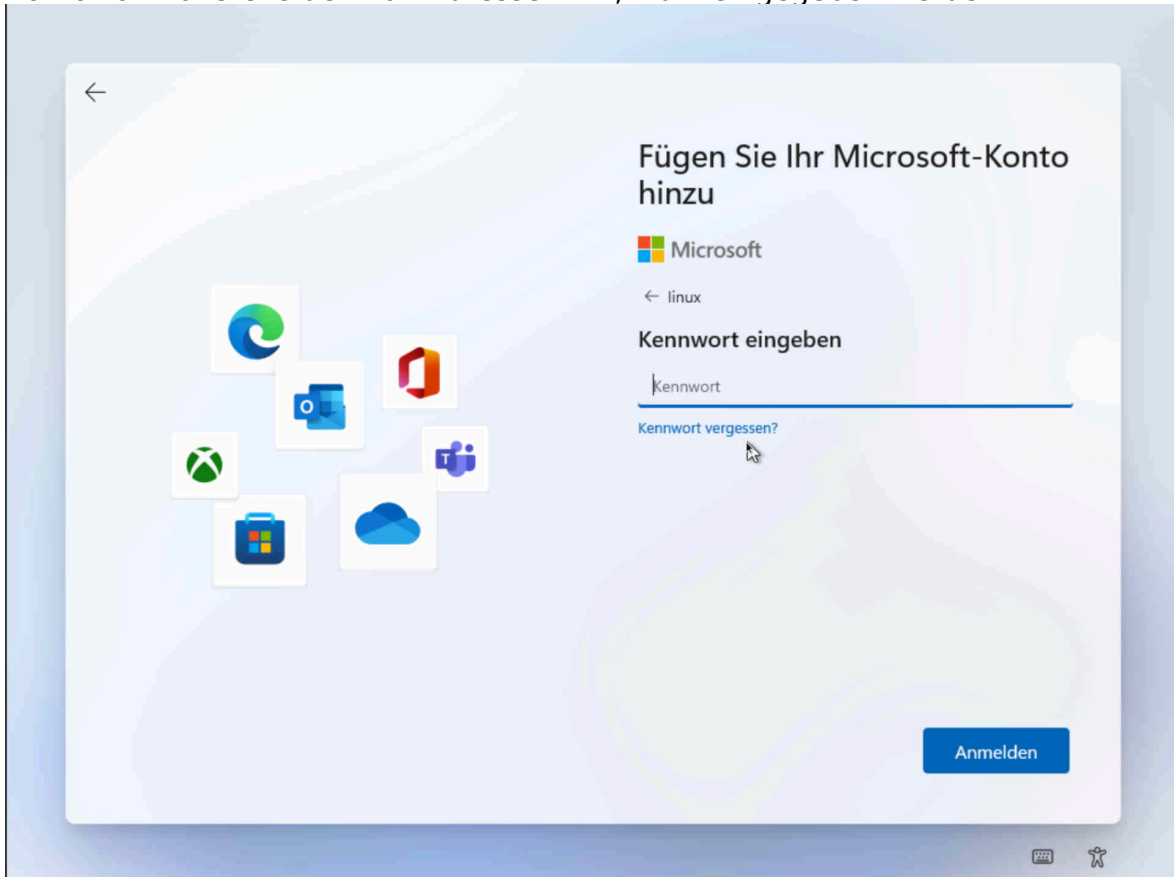 Fügen Sie Ihr Microsoft-Konto
hinzu
Microsoft
← linux
Kennwort eingeben
Kennwort
Kennwort vergessen?
Anmelden